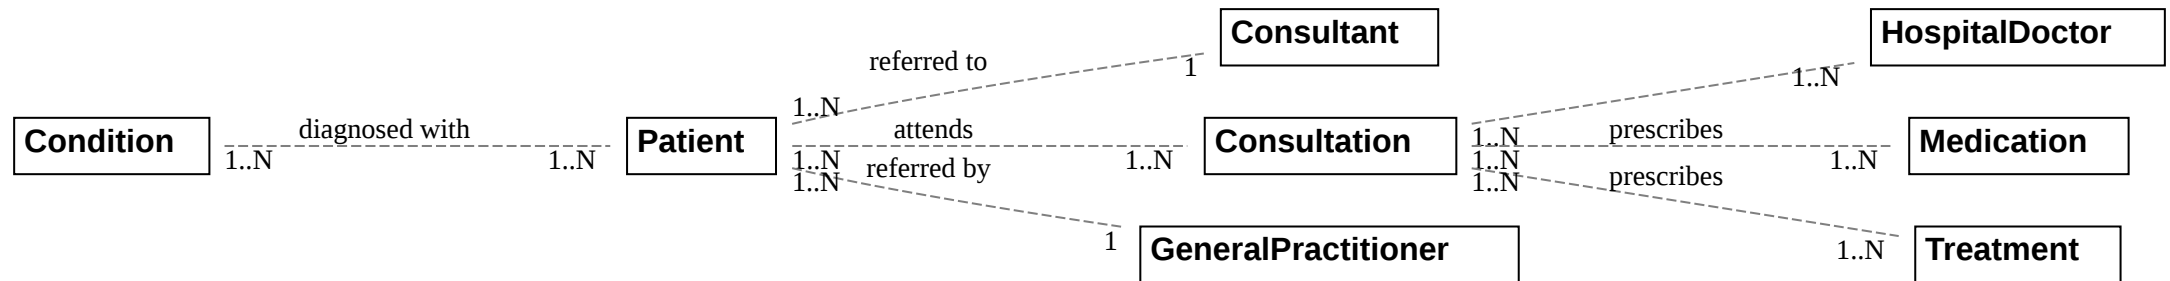 Consultant
HospitalDoctor
referred to
1
1..N
1..N
Condition
diagnosed with
1..N
1..N
Patient
attends
1..N
1..N
Consultation
1..N
prescribes
1..N
1..N
Medication
1..N
referred by
1..N
prescribes
1
GeneralPractitioner
1..N
Treatment